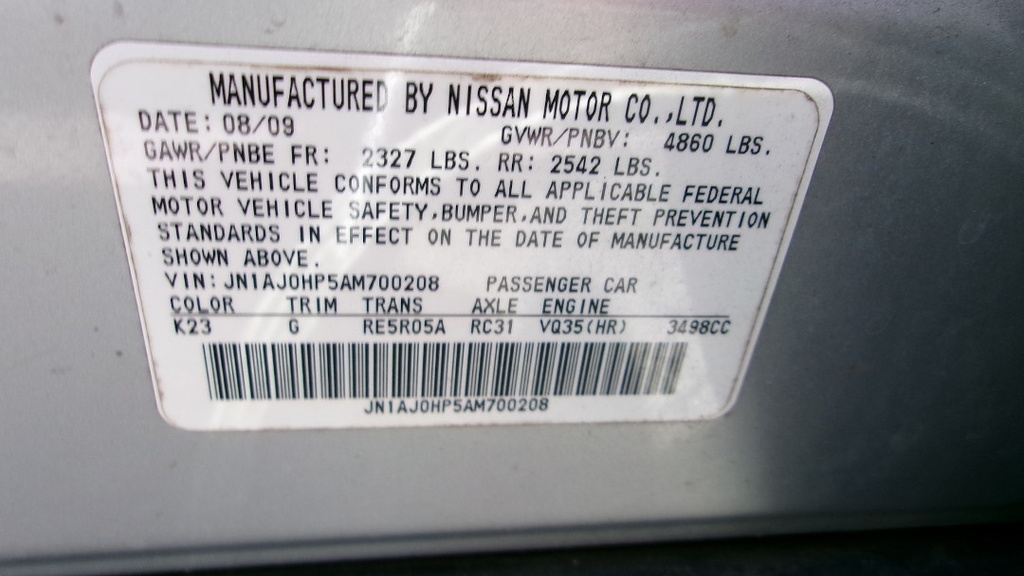 MANUFACTURED BY NISSAN MOTOR CO.,LTD.
DATE: 08/09 GVWR/PNBV: 4860 LBS.
GAWR/PNBE FR: 2327 LBS. RR: 2542 LBS.
THIS VEHICLE CONFORMS TO ALL APPLICABLE FEDERAL
MOTOR VEHICLE SAFETY,BUMPER,AND THEFT PREVENTION
STANDARDS IN EFFECT ON THE DATE OF MANUFACTURE
SHOWN ABOVE.
VIN: JN1AJ0HP5AM700208 PASSENGER CAR
COLOR TRIM TRANS AXLE ENGINE
K23 G RE5R05A RC31 VQ35(HR) 3498CC
JN1AJ0HP5AM700208